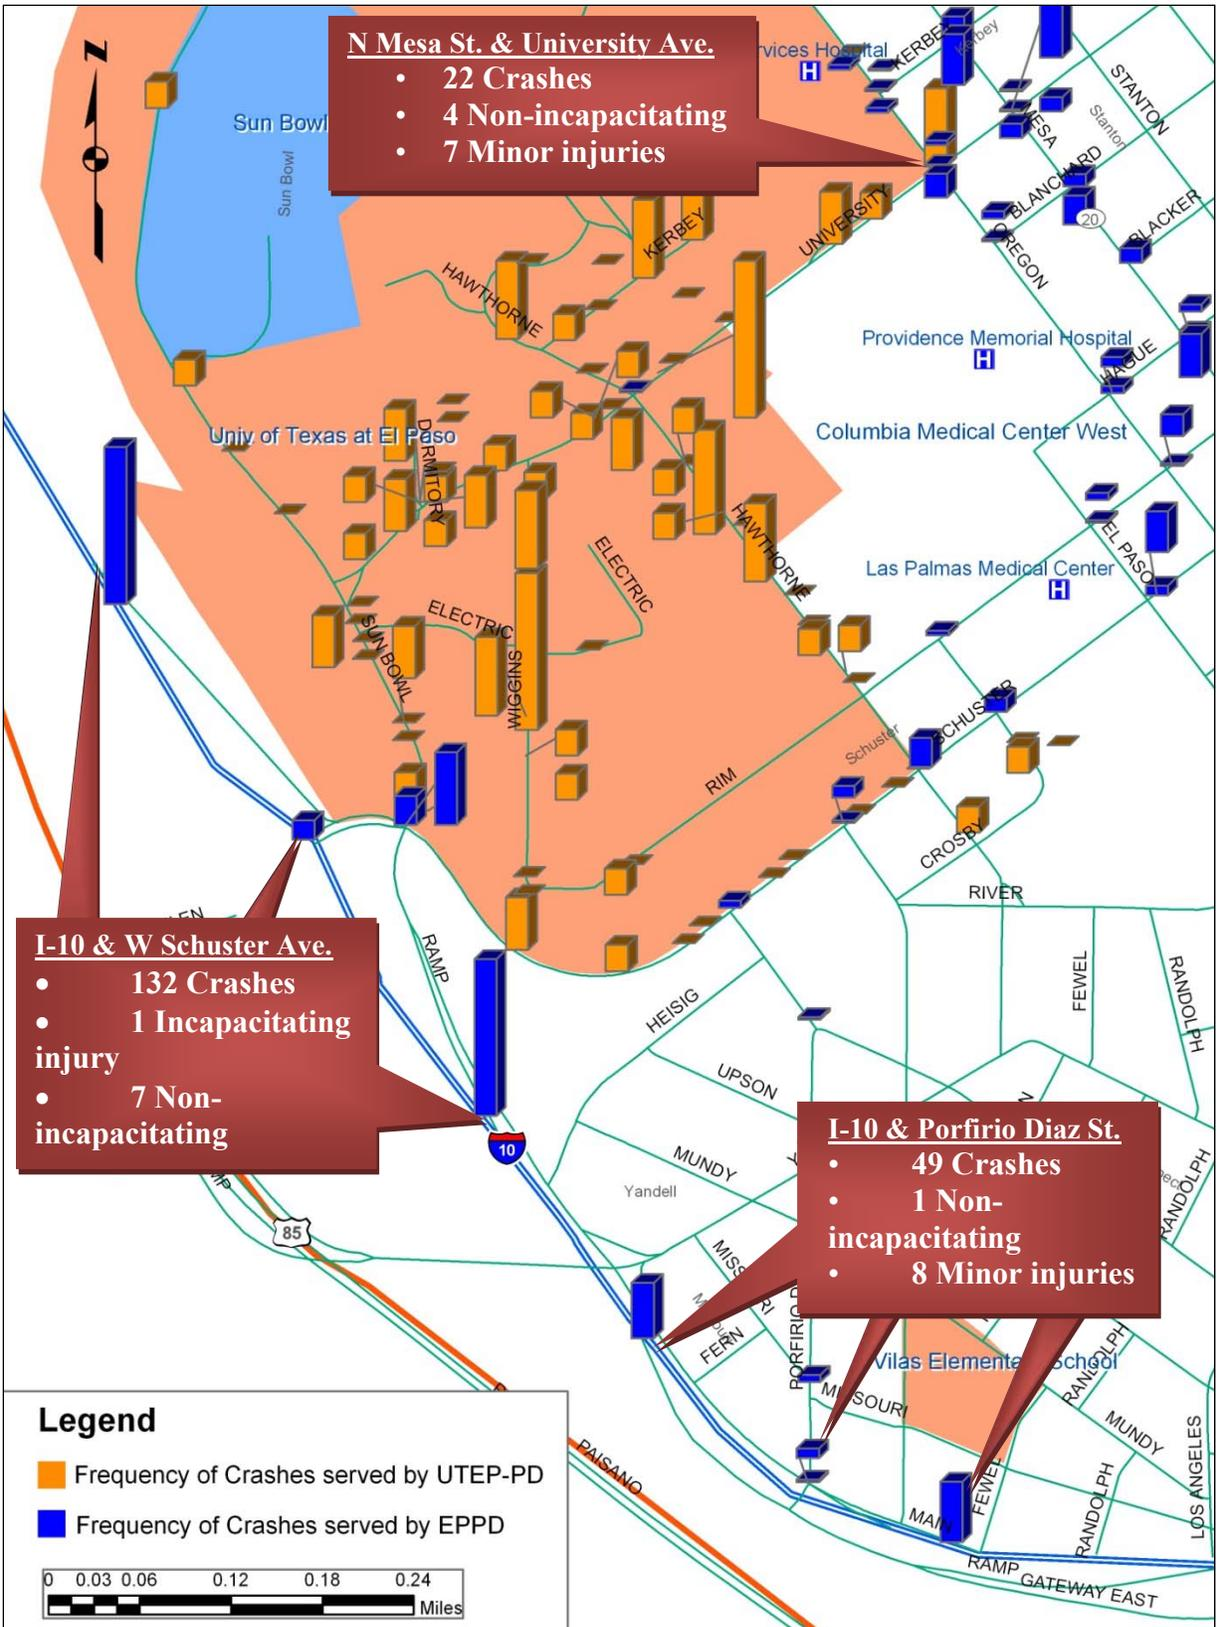 N
N Mesa St. & University Ave.
• 22 Crashes
• 4 Non-incapacitating
• 7 Minor injuries
rvices Hospital
H
KERBEY
Kerbey
STANTON
Stanton
MESA
Sun Bowl
Sun Bowl
BLANCHARD
20
BLACKER
OREGON
UNIVERSITY
KERBEY
HAWTHORNE
Providence Memorial Hospital
H
HAGUE
Univ of Texas at El Paso
DORMITORY
Columbia Medical Center West
HAWTHORNE
EL PASO
ELECTRIC
Las Palmas Medical Center
H
ELECTRIC
SUN BOWL
WIGGINS
SCHUSTER
Schuster
RIM
CROSBY
RIVER
I-10 & W Schuster Ave.
• 132 Crashes
• 1 Incapacitating
injury
• 7 Non-
incapacitating
RAMP
FEWEL
RANDOLPH
HEISIG
UPSON
10
MUNDY
Yandell
85
I-10 & Porfirio Diaz St.
• 49 Crashes
• 1 Non-
incapacitating
• 8 Minor injuries
RANDOLPH
MISSOURI
FERN
PORFIRIO D
Vilas Elementary School
MISSOURI
RANDOLPH
MUNDY
LOS ANGELES
FEWEL
RANDOLPH
MAIN
RAMP
GATEWAY EAST
PAISANO
Legend
Frequency of Crashes served by UTEP-PD
Frequency of Crashes served by EPPD
0 0.03 0.06 0.12 0.18 0.24
Miles